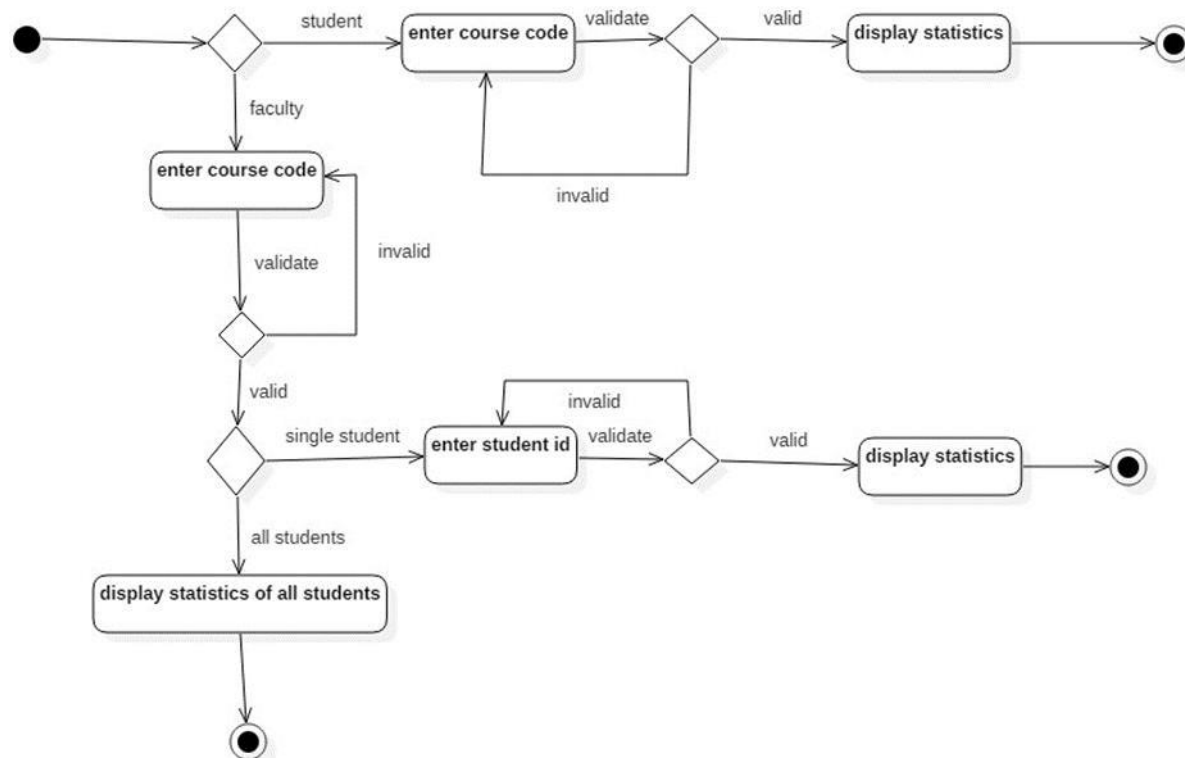 student
enter course code
validate
valid
display statistics
faculty
invalid
enter course code
invalid
validate
valid
single student
enter student id
invalid
validate
valid
display statistics
all students
display statistics of all students